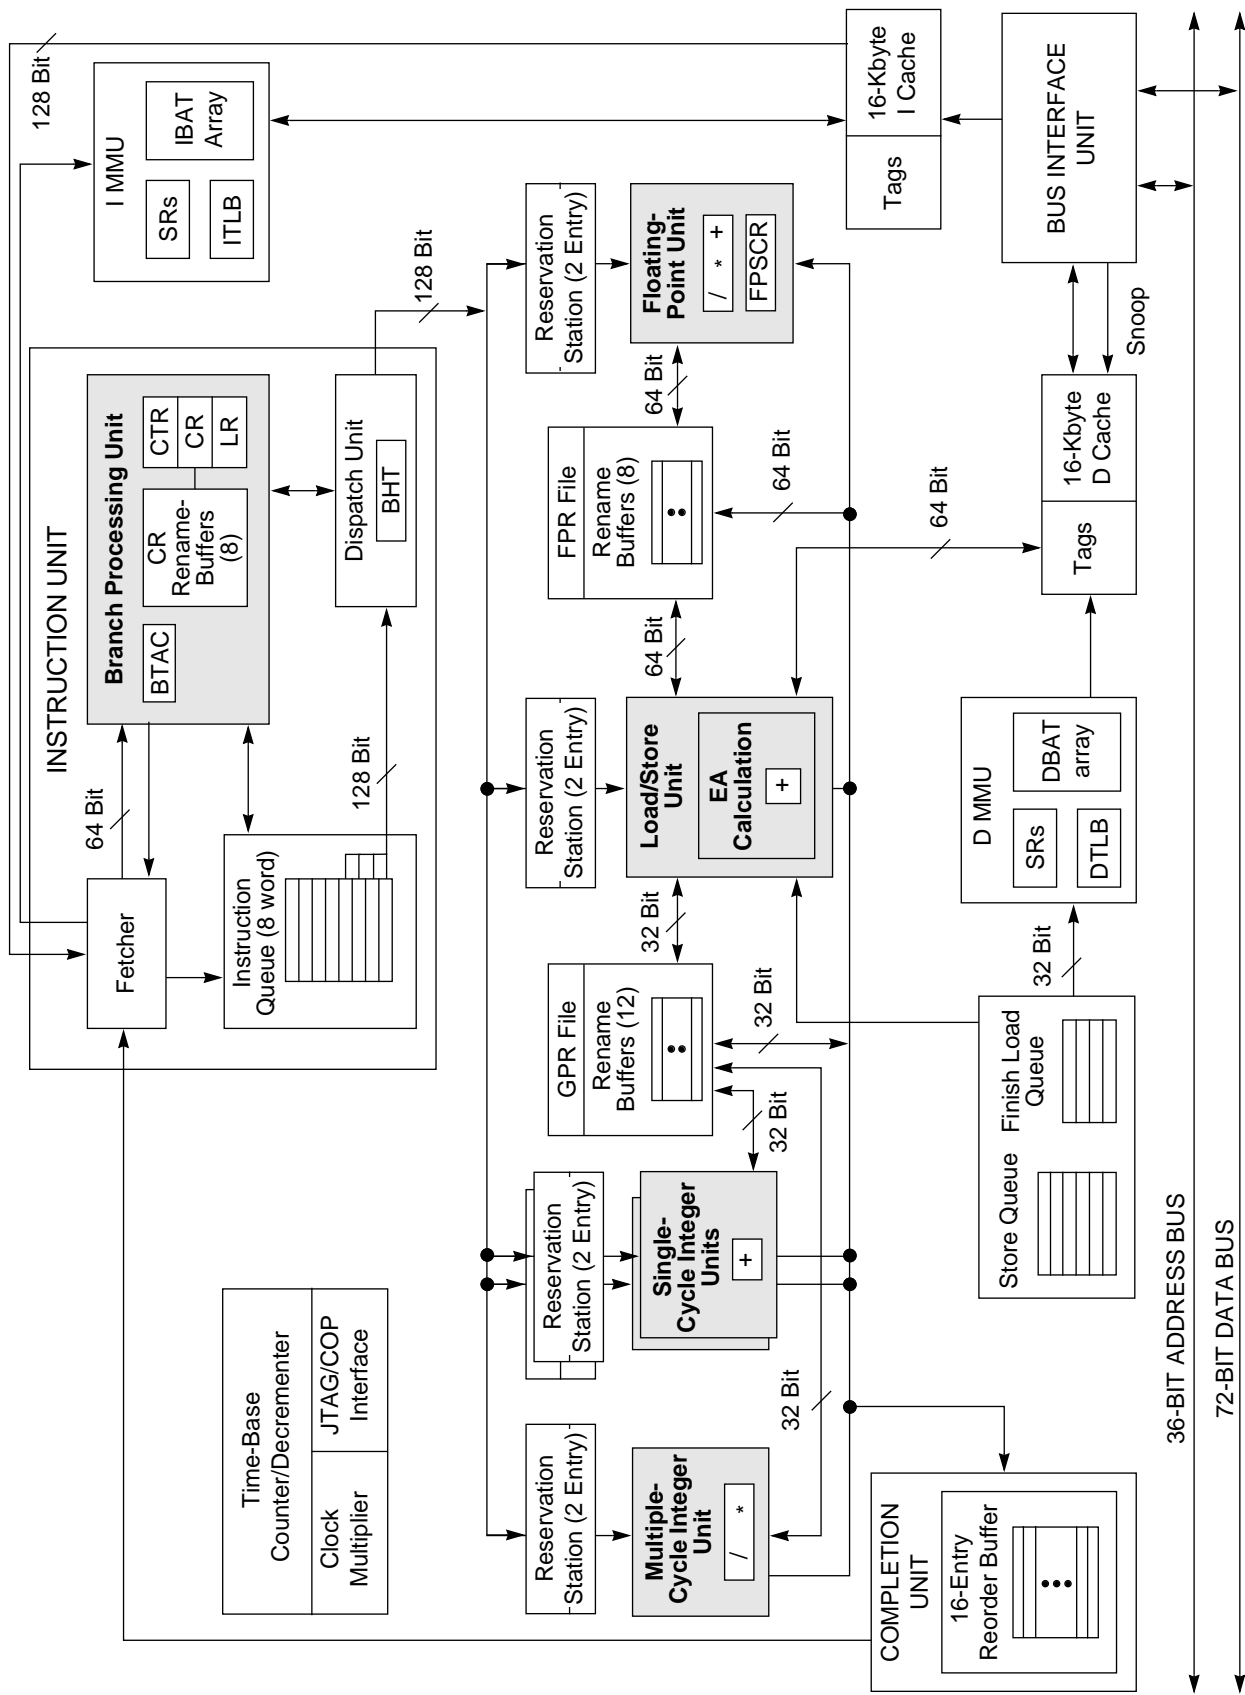 INSTRUCTION UNIT
Fetcher
64 Bit
Branch Processing Unit
BTAC
CR
Rename-
Buffers
(8)
CTR
CR
LR
Instruction
Queue (8 word)
128 Bit
Dispatch Unit
BHT
128 Bit
128 Bit
I MMU
SRs
ITLB
IBAT
Array
Time-Base
Counter/Decrementer
Clock
Multiplier
JTAG/COP
Interface
Reservation
Station (2 Entry)
Reservation
Station (2 Entry)
Reservation
Station (2 Entry)
Reservation
Station (2 Entry)
Multiple-
Cycle Integer
Unit
/ *
Single-
Cycle Integer
Units
+
GPR File
Rename
Buffers (12)
32 Bit
32 Bit
32 Bit
32 Bit
Load/Store
Unit
EA
Calculation
+
64 Bit
FPR File
Rename
Buffers (8)
64 Bit
64 Bit
Floating-
Point Unit
/ * +
FPSCR
64 Bit
COMPLETION
UNIT
16-Entry
Reorder Buffer
Store Queue
Finish Load
Queue
32 Bit
D MMU
SRs
DTLB
DBAT
array
Tags
16-Kbyte
D Cache
Snoop
Tags
16-Kbyte
I Cache
BUS INTERFACE
UNIT
36-BIT ADDRESS BUS
72-BIT DATA BUS